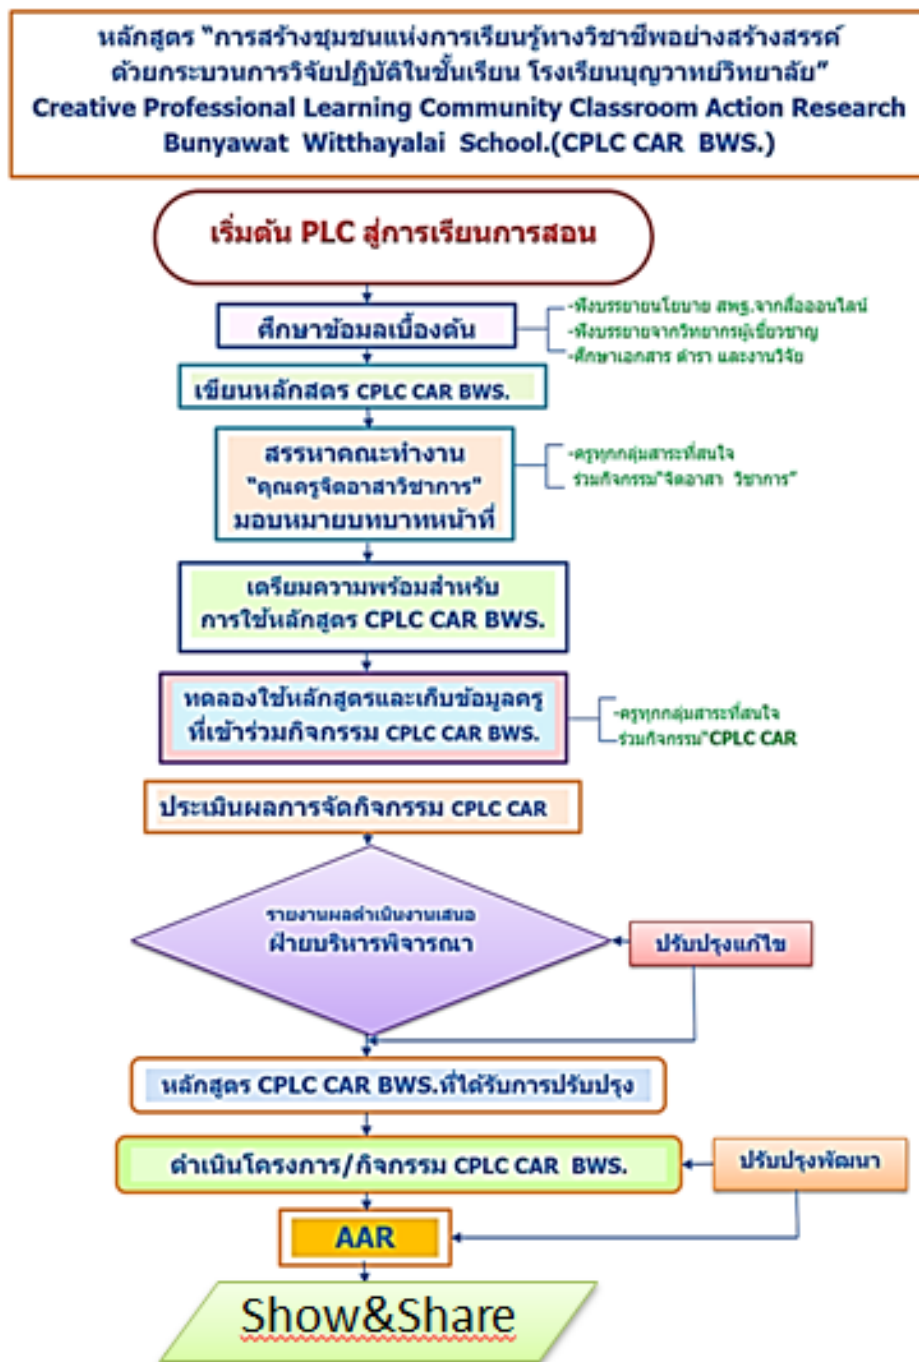 หลักสูตร “การสร้างชุมชนแห่งการเรียนรู้ทางวิชาชีพอย่างสร้างสรรค์
ด้วยกระบวนการวิจัยปฏิบัติในชั้นเรียน โรงเรียนบุญวาทย์วิทยาลัย”
Creative Professional Learning Community Classroom Action Research
Bunyawat Witthayalai School.(CPLC CAR BWS.)
เริ่มต้น PLC สู่การเรียนการสอน
ศึกษาข้อมูลเบื้องต้น
-ฟังบรรยายนโยบาย สพฐ.จากสื่อออนไลน์
-ฟังบรรยายจากวิทยากรผู้เชี่ยวชาญ
-ศึกษาเอกสาร ตำรา และงานวิจัย
เขียนหลักสูตร CPLC CAR BWS.
สรรหาคณะทำงาน
"คุณครูจิตอาสาวิชาการ"
มอบหมายบทบาทหน้าที่
-ครูทุกกลุ่มสาระที่สนใจ
ร่วมกิจกรรม"จิตอาสา วิชาการ"
เตรียมความพร้อมสำหรับ
การใช้หลักสูตร CPLC CAR BWS.
ทดลองใช้หลักสูตรและเก็บข้อมูลครู
ที่เข้าร่วมกิจกรรม CPLC CAR BWS.
-ครูทุกกลุ่มสาระที่สนใจ
ร่วมกิจกรรม"CPLC CAR
ประเมินผลการจัดกิจกรรม CPLC CAR
รายงานผลดำเนินงานเสนอ
ฝ่ายบริหารพิจารณา
ปรับปรุงแก้ไข
หลักสูตร CPLC CAR BWS.ที่ได้รับการปรับปรุง
ดำเนินโครงการ/กิจกรรม CPLC CAR BWS.
ปรับปรุงพัฒนา
AAR
Show&Share